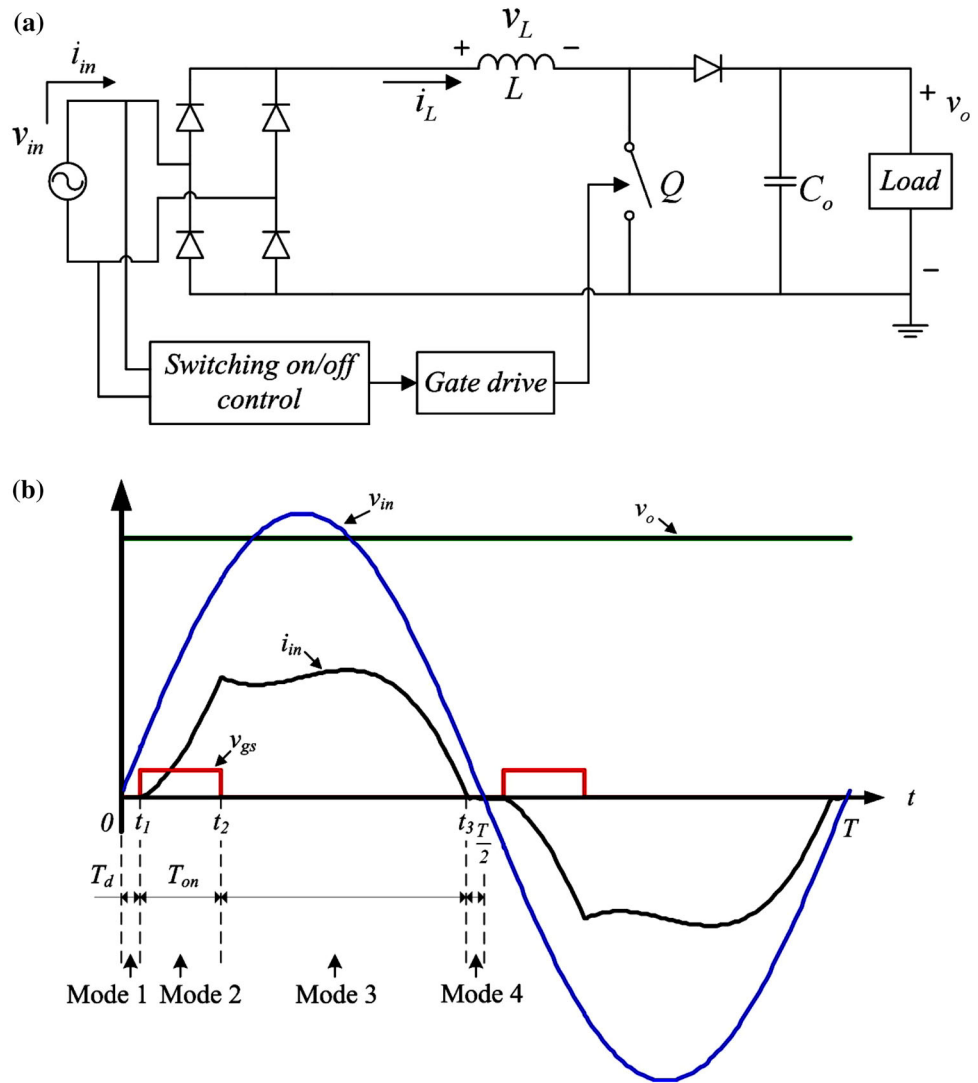 (a)
i_in
v_in
+ v_L −
i_L
L
Q
C_o
+
v_o
Load
−
Switching on/off
control
Gate drive
(b)
v_in
v_o
i_in
v_gs
0
t_1
t_2
t_3
T/2
T
t
T_d
T_on
Mode 1
Mode 2
Mode 3
Mode 4